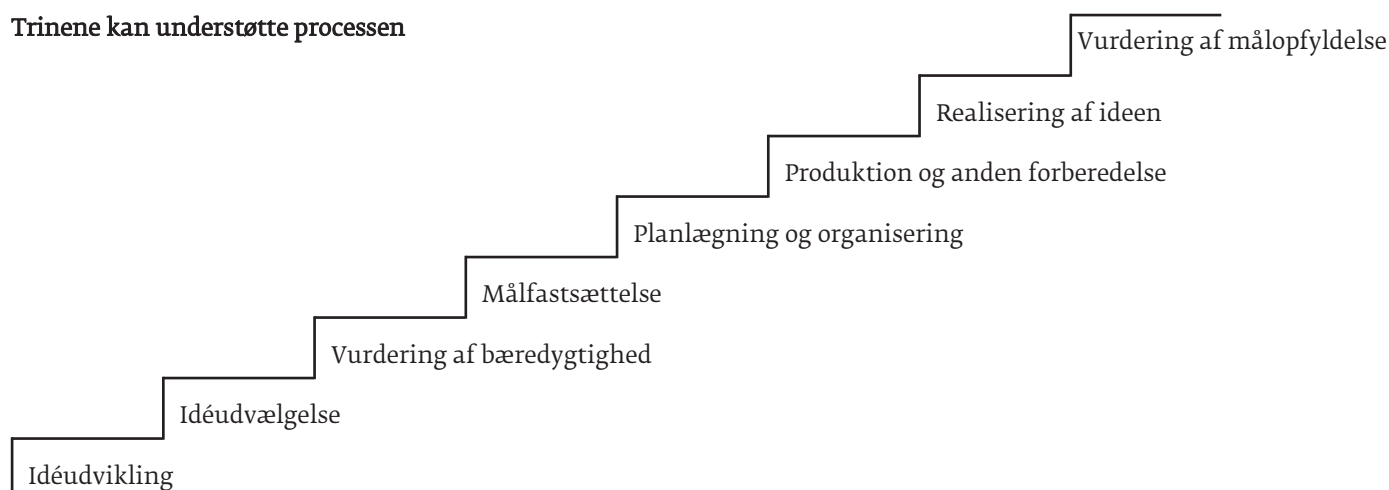 Trinene kan understøtte processen
Vurdering af målopfyldelse
Realisering af ideen
Produktion og anden forberedelse
Planlægning og organisering
Målfastsættelse
Vurdering af bæredygtighed
Idéudvælgelse
Idéudvikling